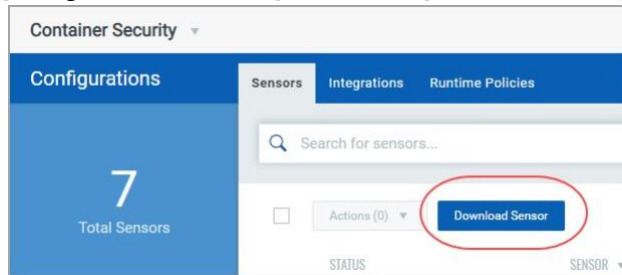 Container Security
Configurations
Sensors Integrations Runtime Policies
Search for sensors...
7
Total Sensors
Actions (0) Download Sensor
STATUS SENSOR